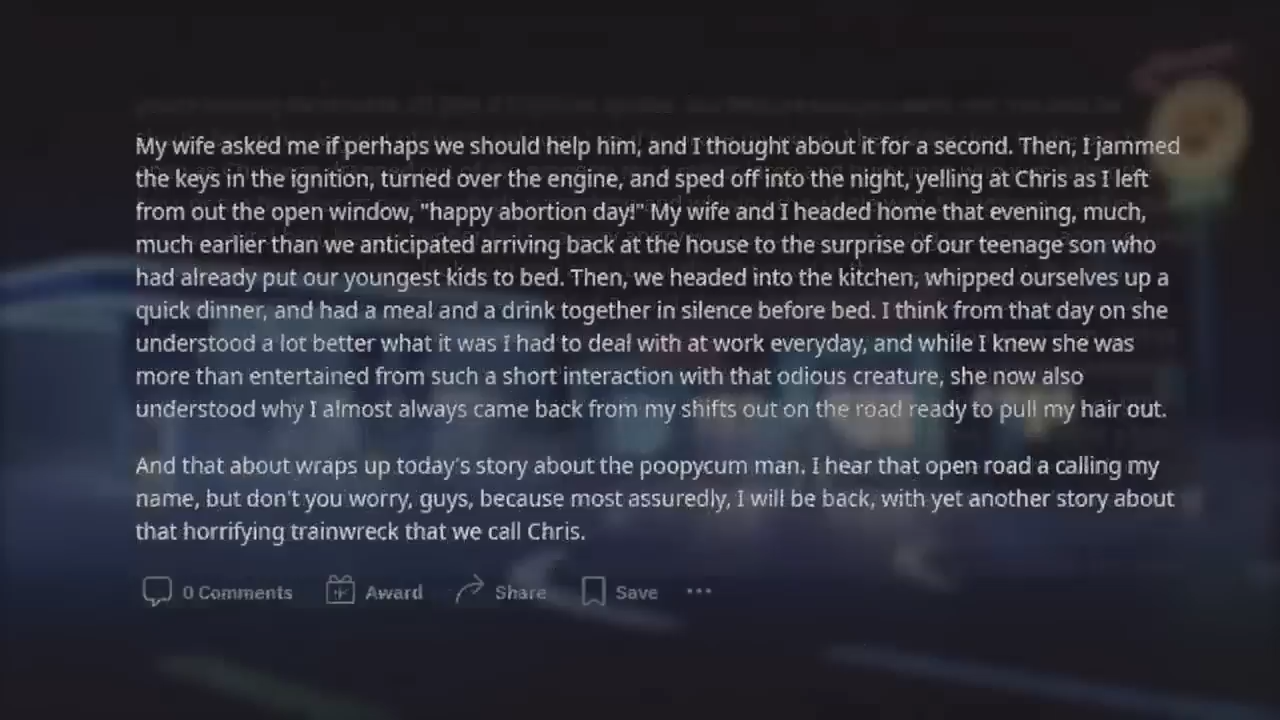 My wife asked me if perhaps we should help him, and I thought about it for a second. Then, I jammed
the keys in the ignition, turned over the engine, and sped off into the night, yelling at Chris as I left
from out the open window, "happy abortion day!" My wife and I headed home that evening, much,
much earlier than we anticipated arriving back at the house to the surprise of our teenage son who
had already put our youngest kids to bed. Then, we headed into the kitchen, whipped ourselves up a
quick dinner, and had a meal and a drink together in silence before bed. I think from that day on she
understood a lot better what it was I had to deal with at work everyday, and while I knew she was
more than entertained from such a short interaction with that odious creature, she now also
understood why I almost always came back from my shifts out on the road ready to pull my hair out.
And that about wraps up today's story about the poopycum man. I hear that open road a calling my
name, but don't you worry, guys, because most assuredly, I will be back, with yet another story about
that horrifying trainwreck that we call Chris.
0 Comments Award Share Save